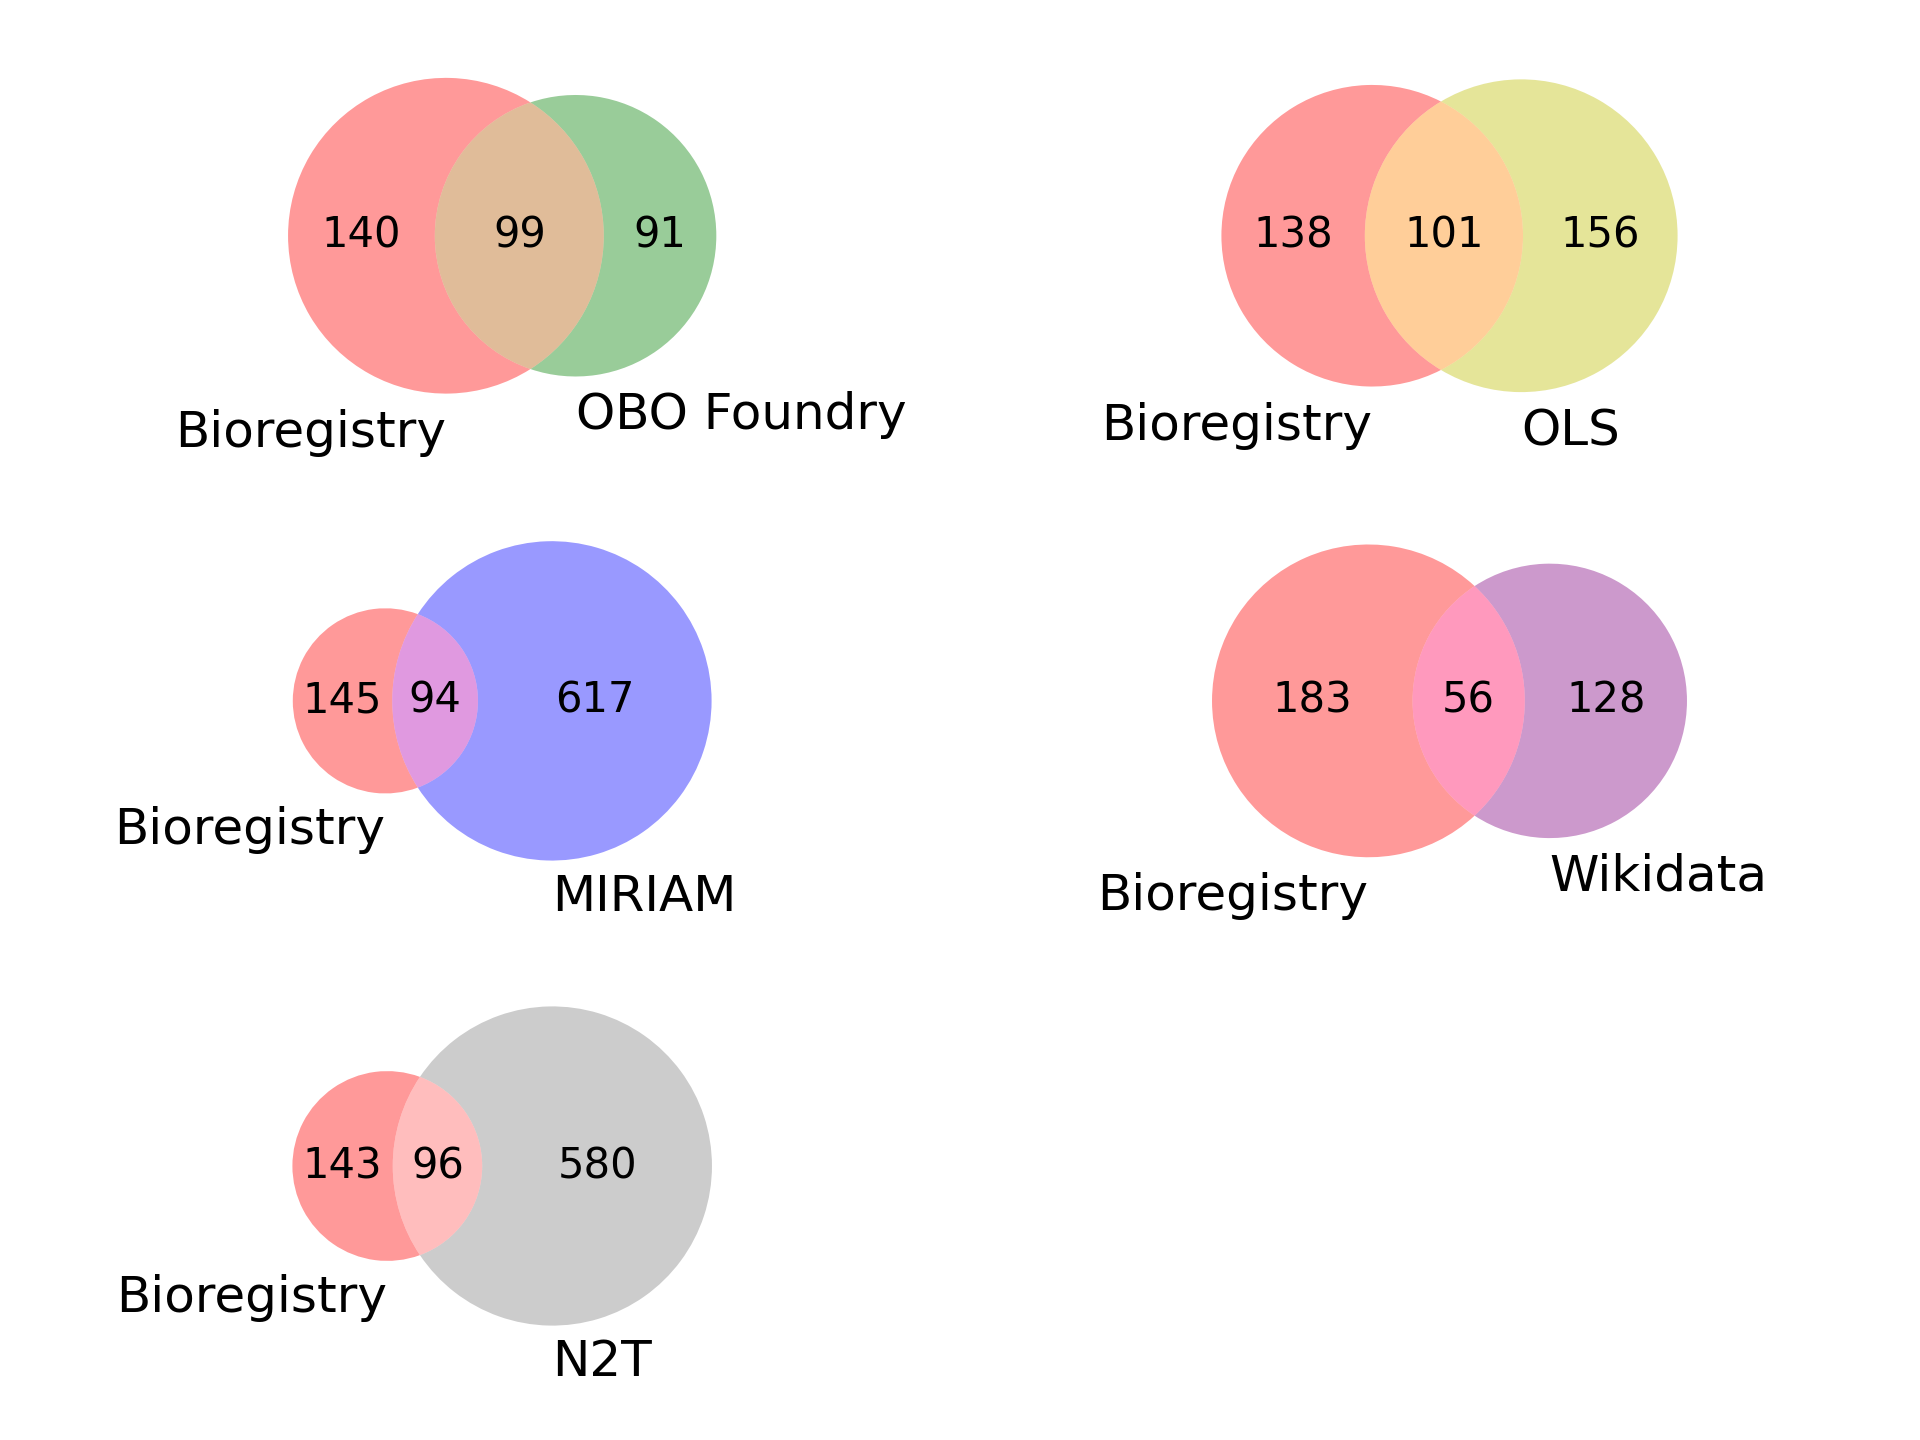 140 99 91
Bioregistry
OBO Foundry
138 101 156
Bioregistry
OLS
145 94 617
Bioregistry
MIRIAM
183 56 128
Bioregistry
Wikidata
143 96 580
Bioregistry
N2T